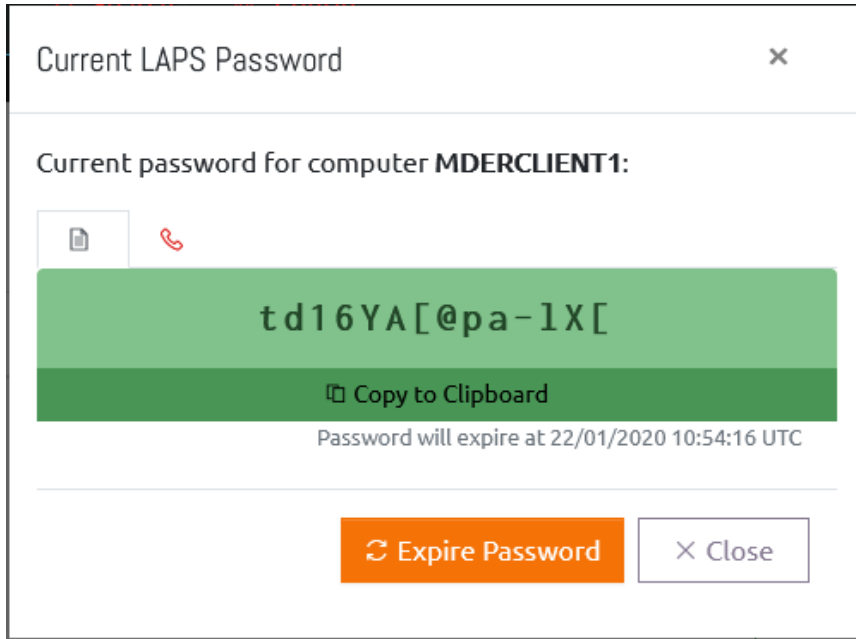 Current LAPS Password
Current password for computer MDERCLIENT1:
td16YA[@pa-lX[
Copy to Clipboard
Password will expire at 22/01/2020 10:54:16 UTC
Expire Password
Close